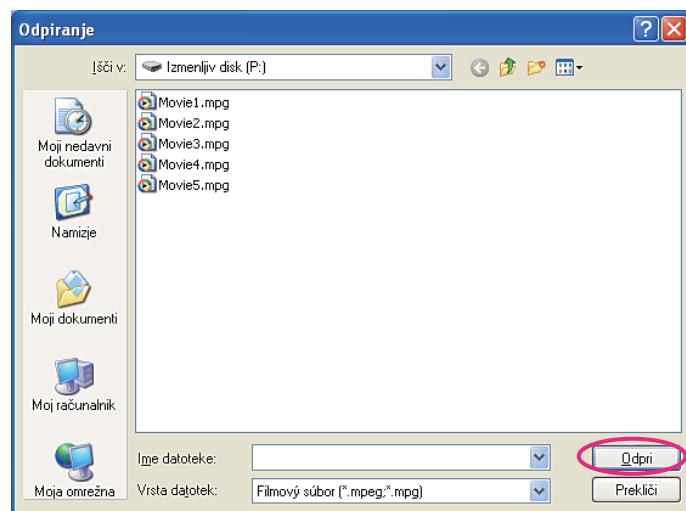 Odpiranje
Išči v:
Izmenljiv disk (P:)
Movie1.mpg
Movie2.mpg
Movie3.mpg
Movie4.mpg
Movie5.mpg
Moji nedavni
dokumenti
Namizje
Moji dokumenti
Moj računalnik
Moja omrežna
Ime datoteke:
Odpri
Vrsta datotek:
Filmový súbor (*.mpeg;*.mpg)
Prekliči